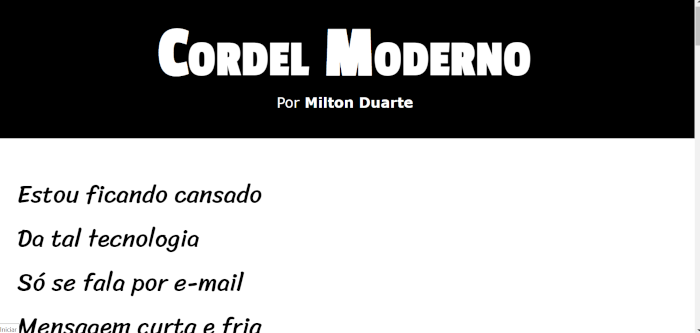 Cordel Moderno
Por Milton Duarte
Estou ficando cansado
Da tal tecnologia
Só se fala por e-mail
Mensagem curta e fria
Iniciar